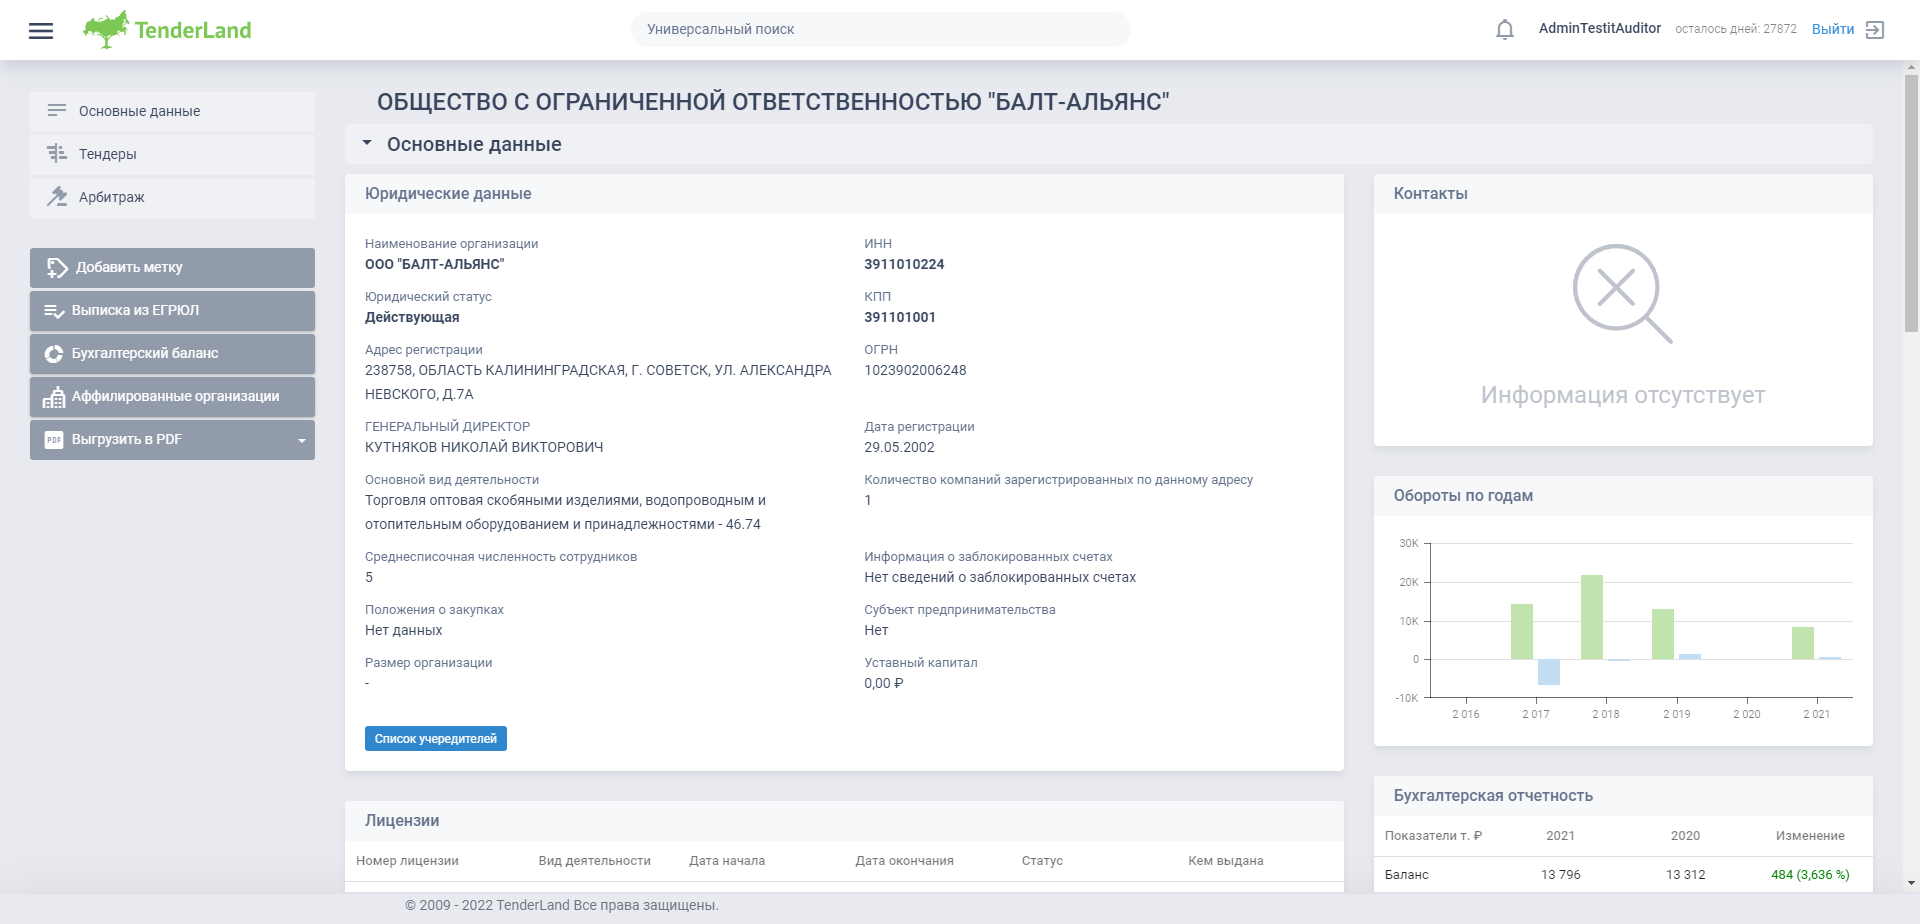 TenderLand
Универсальный поиск
AdminTestitAuditor
осталось дней: 27872
Выйти
Основные данные
Тендеры
Арбитраж
Добавить метку
Выписка из ЕГРЮЛ
Бухгалтерский баланс
Аффилированные организации
PDF
Выгрузить в PDF
ОБЩЕСТВО С ОГРАНИЧЕННОЙ ОТВЕТСТВЕННОСТЬЮ "БАЛТ-АЛЬЯНС"
Основные данные
Юридические данные
Наименование организации
ООО "БАЛТ-АЛЬЯНС"
ИНН
3911010224
Юридический статус
Действующая
КПП
391101001
Адрес регистрации
238758, ОБЛАСТЬ КАЛИНИНГРАДСКАЯ, Г. СОВЕТСК, УЛ. АЛЕКСАНДРА
НЕВСКОГО, Д.7А
ОГРН
1023902006248
ГЕНЕРАЛЬНЫЙ ДИРЕКТОР
КУТНЯКОВ НИКОЛАЙ ВИКТОРОВИЧ
Дата регистрации
29.05.2002
Основной вид деятельности
Торговля оптовая скобяными изделиями, водопроводным и
отопительным оборудованием и принадлежностями - 46.74
Количество компаний зарегистрированных по данному адресу
1
Среднесписочная численность сотрудников
5
Информация о заблокированных счетах
Нет сведений о заблокированных счетах
Положения о закупках
Нет данных
Субъект предпринимательства
Нет
Размер организации
-
Уставный капитал
0,00 ₽
Список учередителей
Лицензии
Номер лицензии Вид деятельности Дата начала Дата окончания Статус Кем выдана
Контакты
Информация отсутствует
Обороты по годам
30K
20K
10K
0
-10K
2 016 2 017 2 018 2 019 2 020 2 021
Бухгалтерская отчетность
Показатели т. ₽ 2021 2020 Изменение
Баланс 13 796 13 312 484 (3,636 %)
© 2009 - 2022 TenderLand Все права защищены.